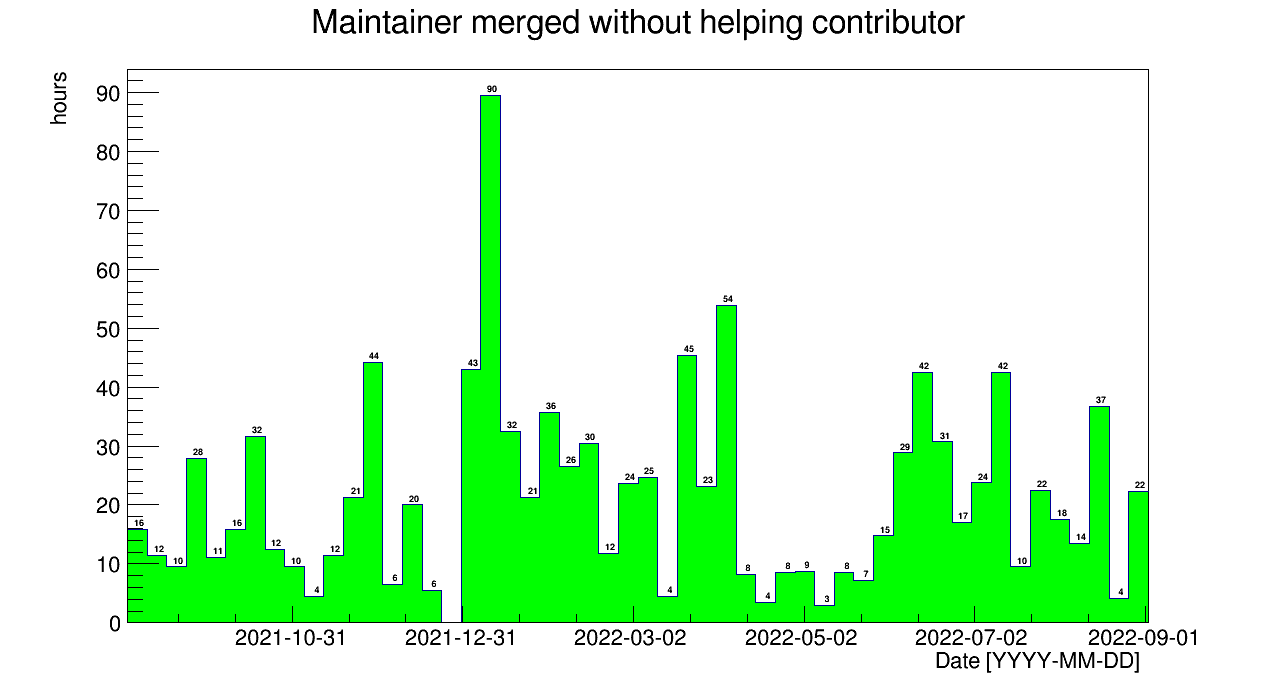 Maintainer merged without helping contributor
hours
90
80
70
60
50
40
30
20
10
0
16 12 10 28 11 16 32 12 10 4 12 21 44 6 20 6 43 90 32 21 36 26 30 12 24 25 4 45 23 54 8 4 8 9 3 8 7 15 29 42 31 17 24 42 10 22 18 14 37 4 22
2021-10-31 2021-12-31 2022-03-02 2022-05-02 2022-07-02 2022-09-01
Date [YYYY-MM-DD]